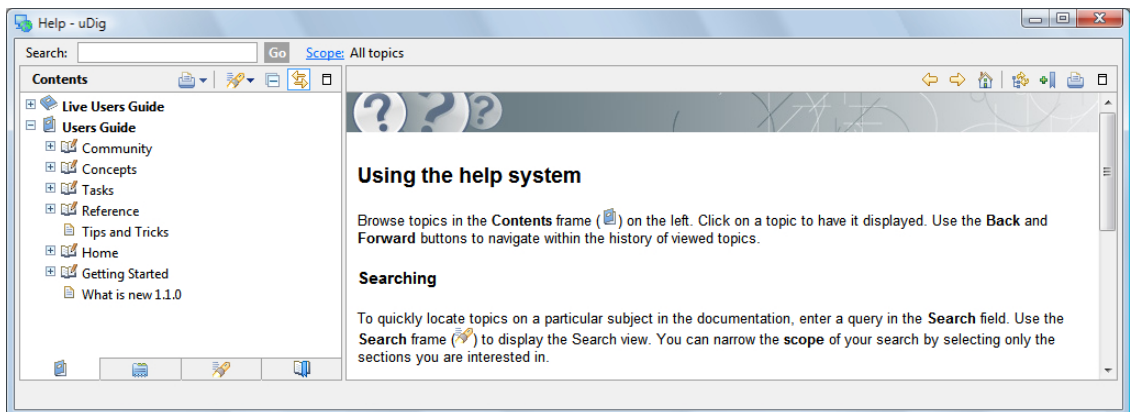 Help - uDig
Search:
Go
Scope: All topics
Contents
Live Users Guide
Users Guide
Community
Concepts
Tasks
Reference
Tips and Tricks
Home
Getting Started
What is new 1.1.0
???
Using the help system
Browse topics in the Contents frame ( ) on the left. Click on a topic to have it displayed. Use the Back and
Forward buttons to navigate within the history of viewed topics.
Searching
To quickly locate topics on a particular subject in the documentation, enter a query in the Search field. Use the
Search frame ( ) to display the Search view. You can narrow the scope of your search by selecting only the
sections you are interested in.